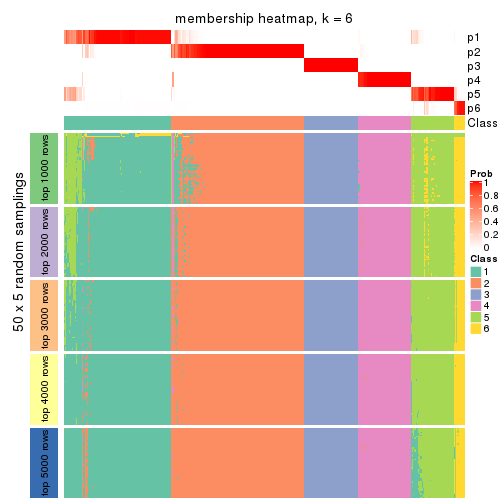 membership heatmap, k = 6
p1
p2
p3
p4
p5
p6
Class
50 x 5 random samplings
top 1000 rows
top 2000 rows
top 3000 rows
top 4000 rows
top 5000 rows
Prob
1
0.8
0.6
0.4
0.2
0
Class
1
2
3
4
5
6